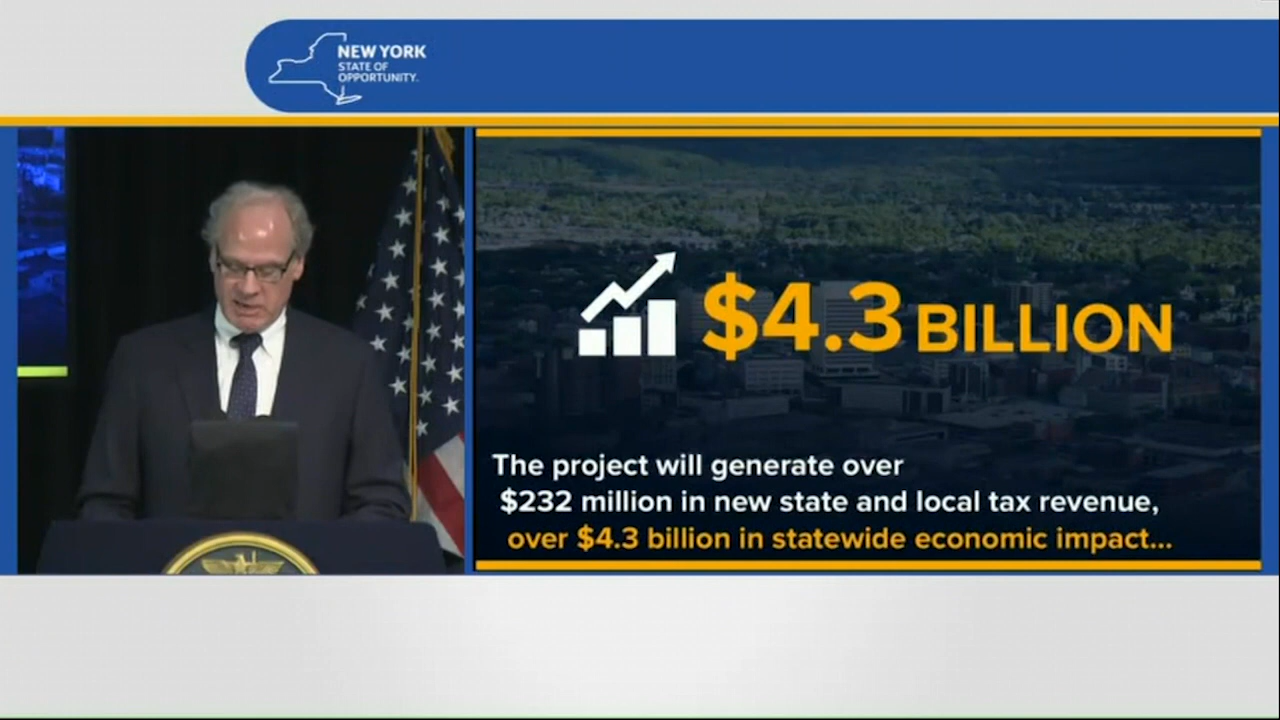 NEW YORK
STATE OF
OPPORTUNITY.
$4.3 BILLION
The project will generate over
$232 million in new state and local tax revenue,
over $4.3 billion in statewide economic impact...